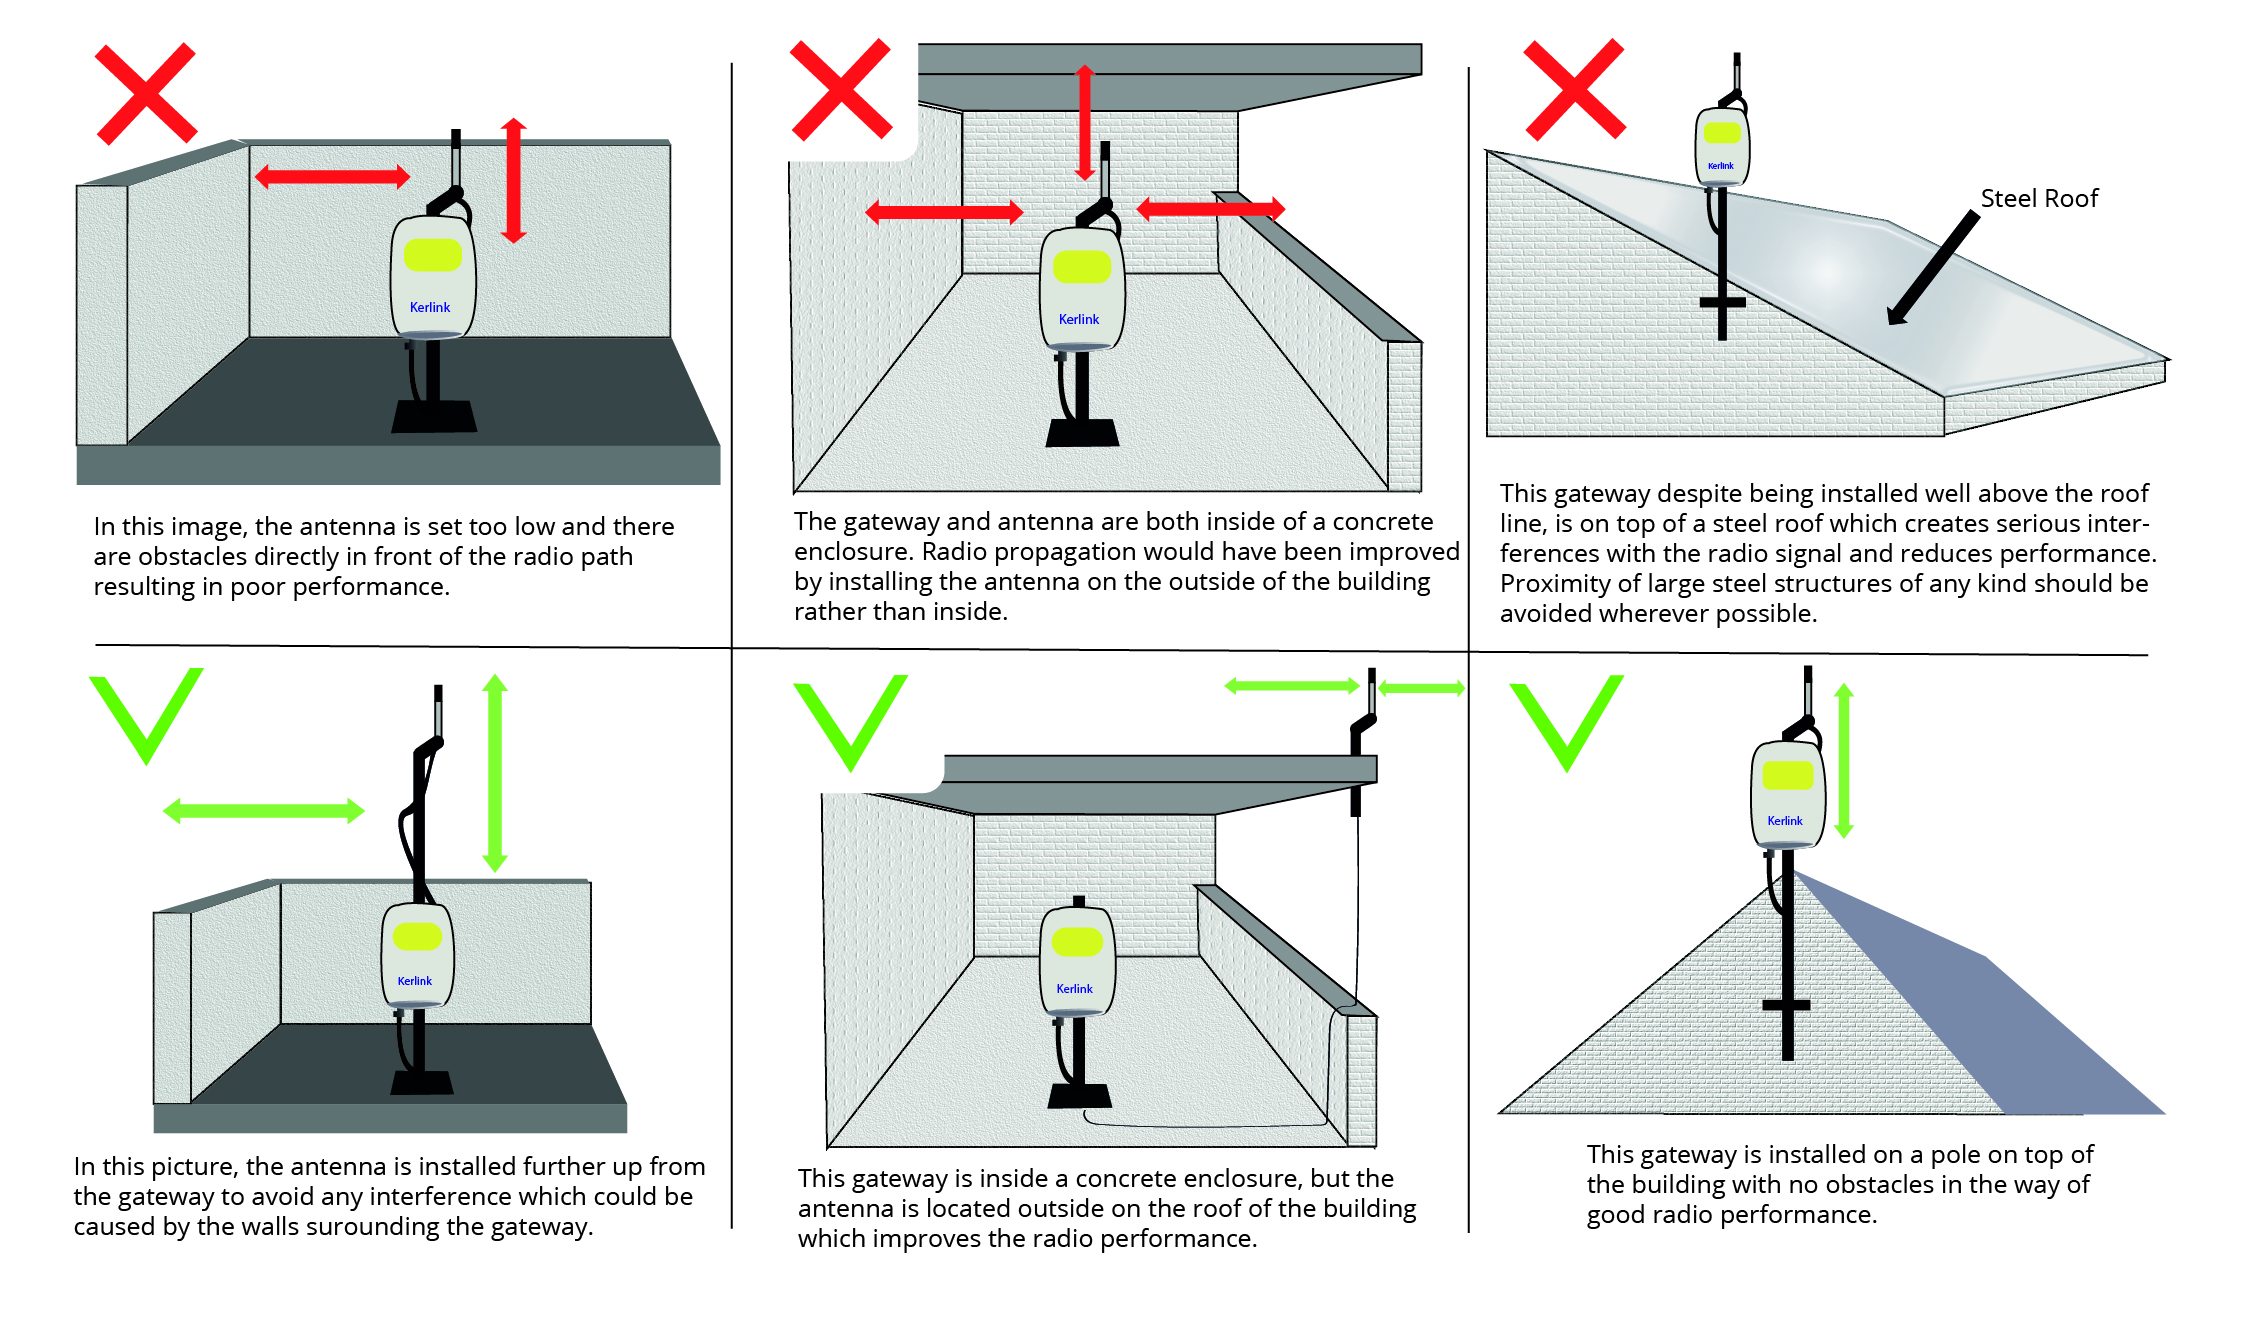 Kerlink
In this image, the antenna is set too low and there
are obstacles directly in front of the radio path
resulting in poor performance.
Kerlink
The gateway and antenna are both inside of a concrete
enclosure. Radio propagation would have been improved
by installing the antenna on the outside of the building
rather than inside.
Kerlink
Steel Roof
This gateway despite being installed well above the roof
line, is on top of a steel roof which creates serious inter-
ferences with the radio signal and reduces performance.
Proximity of large steel structures of any kind should be
avoided wherever possible.
Kerlink
In this picture, the antenna is installed further up from
the gateway to avoid any interference which could be
caused by the walls surounding the gateway.
Kerlink
This gateway is inside a concrete enclosure, but the
antenna is located outside on the roof of the building
which improves the radio performance.
Kerlink
This gateway is installed on a pole on top of
the building with no obstacles in the way of
good radio performance.